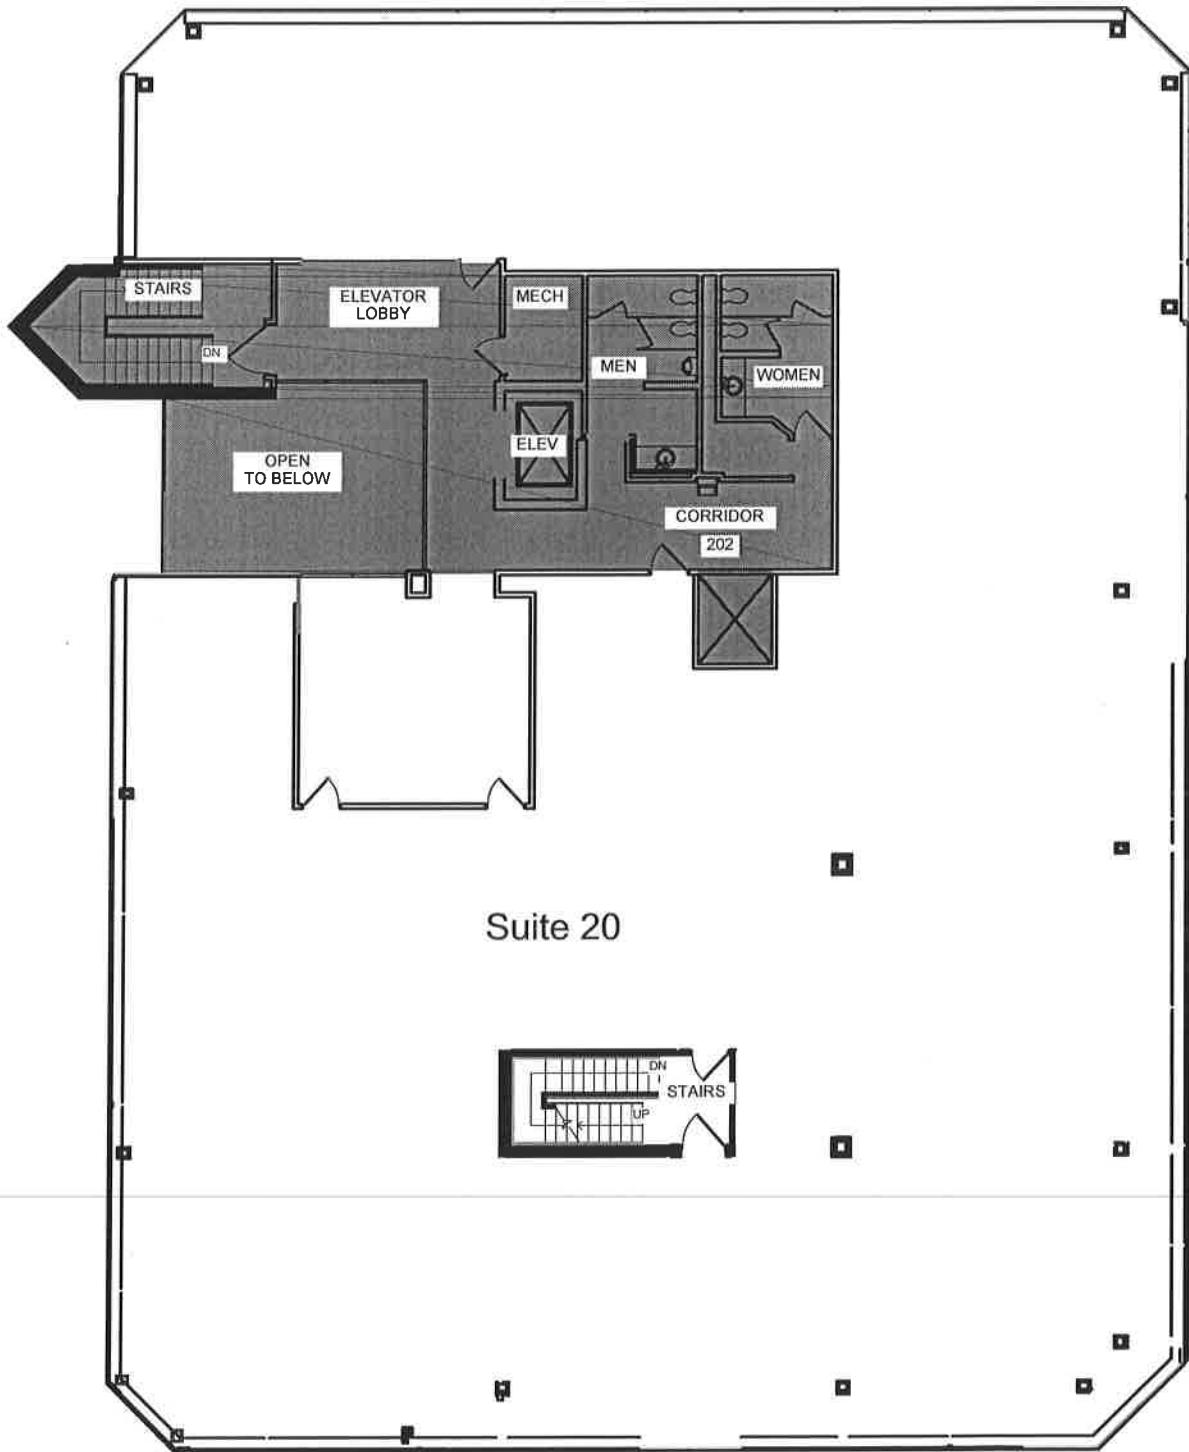 STAIRS
DN
ELEVATOR
LOBBY
MECH
MEN
WOMEN
ELEV
OPEN
TO BELOW
CORRIDOR
202
Suite 20
DN
STAIRS
UP